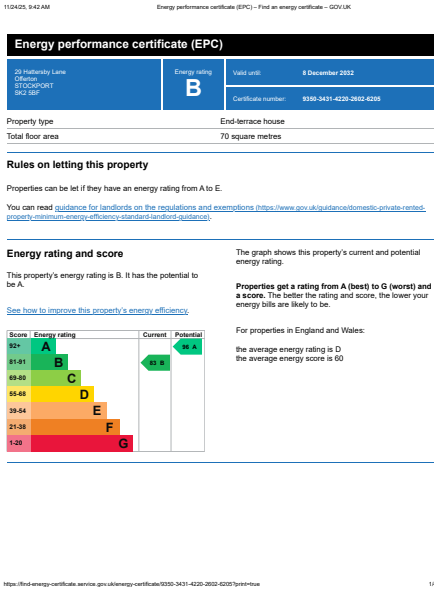 11/24/25, 9:42 AM
Energy performance certificate (EPC) – Find an energy certificate – GOV.UK
Energy performance certificate (EPC)
29 Hattersby Lane
Offerton
STOCKPORT
SK2 5BF
Energy rating
B
Valid until: 8 December 2032
Certificate number: 9350-3431-4220-2602-6205
Property type End-terrace house
Total floor area 70 square metres
Rules on letting this property
Properties can be let if they have an energy rating from A to E.
You can read guidance for landlords on the regulations and exemptions (https://www.gov.uk/guidance/domestic-private-rented-
property-minimum-energy-efficiency-standard-landlord-guidance).
Energy rating and score
This property's energy rating is B. It has the potential to
be A.
See how to improve this property's energy efficiency.
Score Energy rating Current Potential
92+ A 96 A
81-91 B 83 B
69-80 C
55-68 D
39-54 E
21-38 F
1-20 G
The graph shows this property's current and potential
energy rating.
Properties get a rating from A (best) to G (worst) and
a score. The better the rating and score, the lower your
energy bills are likely to be.
For properties in England and Wales:
the average energy rating is D
the average energy score is 60
https://find-energy-certificate.service.gov.uk/energy-certificate/9350-3431-4220-2602-6205?print=true